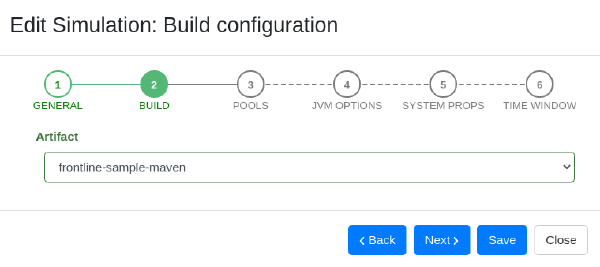 Edit Simulation: Build configuration
1 2 3 4 5 6
GENERAL BUILD POOLS JVM OPTIONS SYSTEM PROPS TIME WINDOW
Artifact
frontline-sample-maven
Back Next Save Close